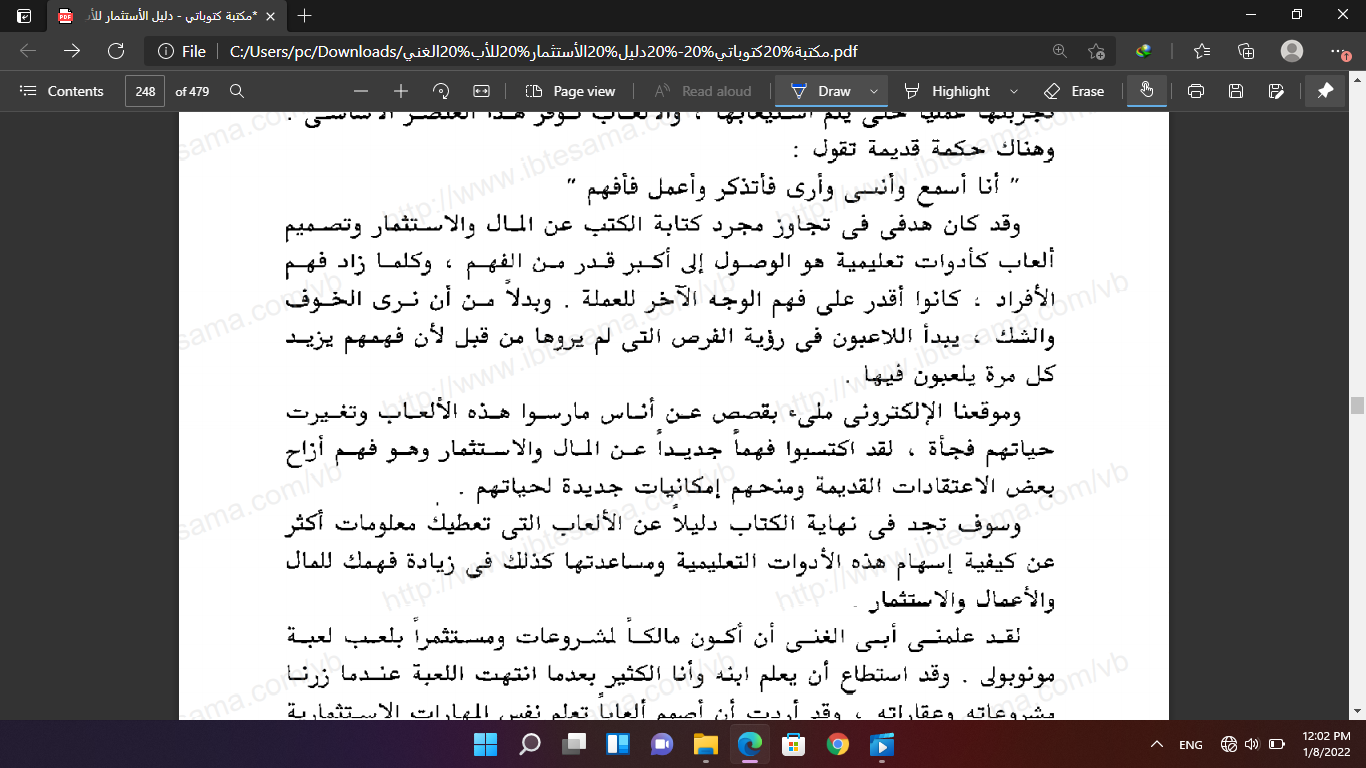 *مكتبة كتوباتي - دليل الأستثمار للأب
File
C:/Users/pc/Downloads/مكتبة%20كتوباتي%20-%20دليل%20الأستثمار%20للأب%20الغني.pdf
Contents
248 of 479
Page view
Read aloud
Draw
Highlight
Erase
تجربتها عملياً حتى يتم استيعابها ، والألعاب توفر هذا العنصر الأساسى .
وهناك حكمة قديمة تقول :
" أنا أسمع وأنسى وأرى فأتذكر وأعمل فأفهم "
وقد كان هدفى فى تجاوز مجرد كتابة الكتب عن المال والاستثمار وتصميم
ألعاب كأدوات تعليمية هو الوصول إلى أكبر قدر من الفهم ، وكلما زاد فهم
الأفراد ، كانوا أقدر على فهم الوجه الآخر للعملة . وبدلاً من أن نرى الخوف
والشك ، يبدأ اللاعبون فى رؤية الفرص التى لم يروها من قبل لأن فهمهم يزيد
كل مرة يلعبون فيها .
وموقعنا الإلكترونى ملىء بقصص عن أناس مارسوا هذه الألعاب وتغيرت
حياتهم فجأة ، لقد اكتسبوا فهماً جديداً عن المال والاستثمار وهو فهم أزاح
بعض الاعتقادات القديمة ومنحهم إمكانيات جديدة لحياتهم .
وسوف تجد فى نهاية الكتاب دليلاً عن الألعاب التى تعطيك معلومات أكثر
عن كيفية إسهام هذه الأدوات التعليمية ومساعدتها كذلك فى زيادة فهمك للمال
والأعمال والاستثمار .
لقد علمنى أبى الغنى أن أكون مالكاً لمشروعات ومستثمراً بلعب لعبة
مونوبولى . وقد استطاع أن يعلم ابنه وأنا الكثير بعدما انتهت اللعبة عندما زرنا
مشروعاته وعقاراته ، وقد أردت أن أصمم ألعاباً تعلم نفس المهارات الاستثمارية
http://www.ibtesama.com/vb
ENG
12:02 PM
1/8/2022